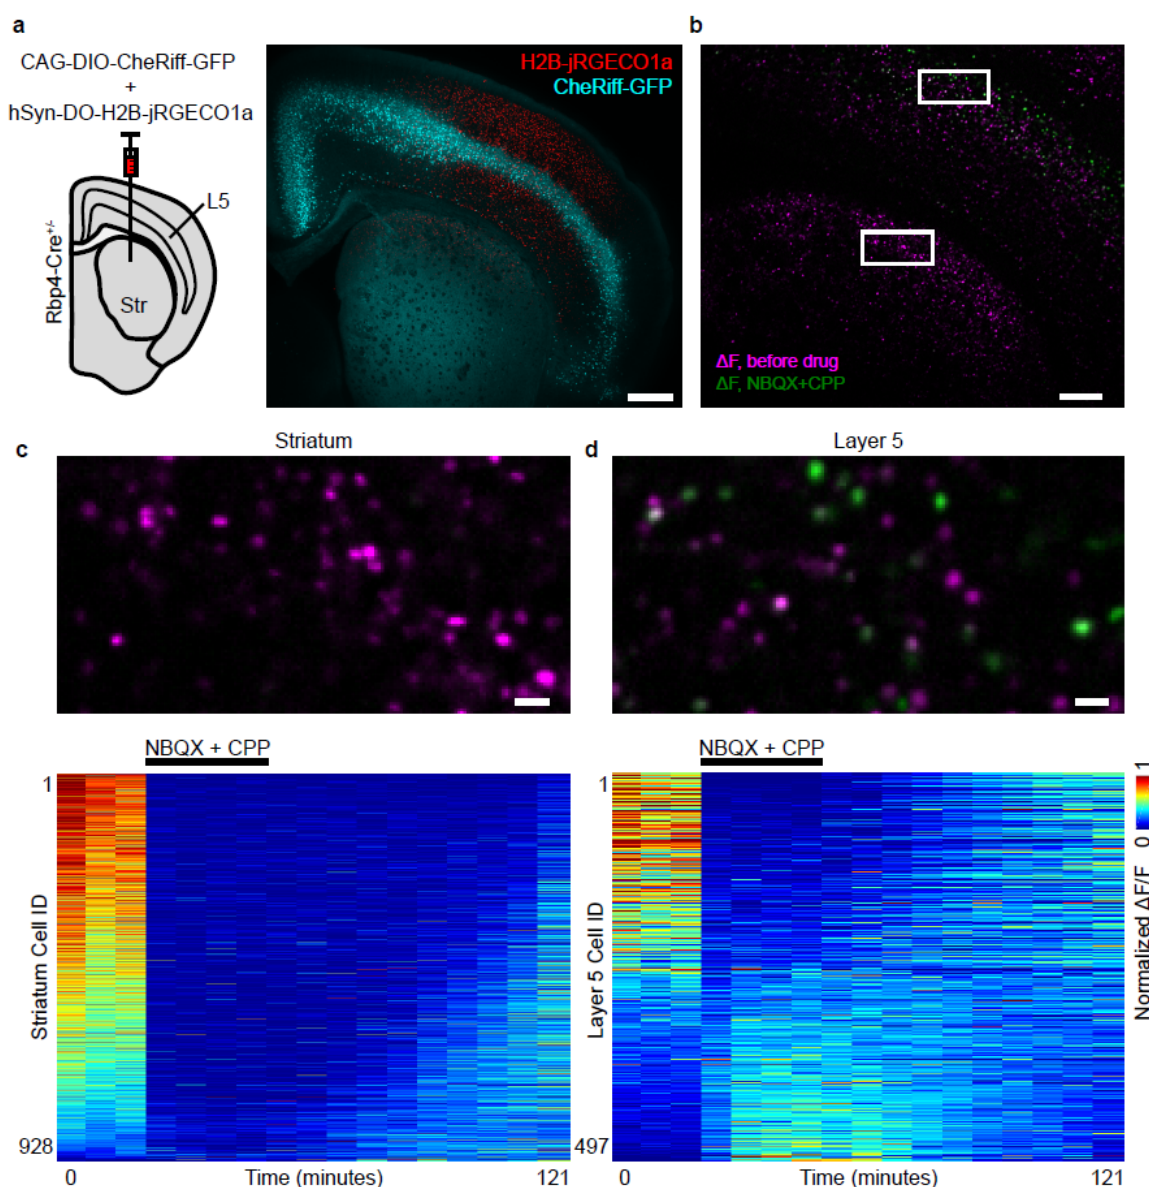 a
CAG-DIO-CheRiff-GFP
+
hSyn-DO-H2B-jRGECO1a
Rbp4-Cre+/-
L5
Str
H2B-jRGECO1a
CheRiff-GFP
b
ΔF, before drug
ΔF, NBQX+CPP
c
Striatum
NBQX + CPP
1
Striatum Cell ID
928
0
Time (minutes)
121
d
Layer 5
NBQX + CPP
1
Layer 5 Cell ID
497
0
Time (minutes)
121
1
0
Normalized ΔF/F